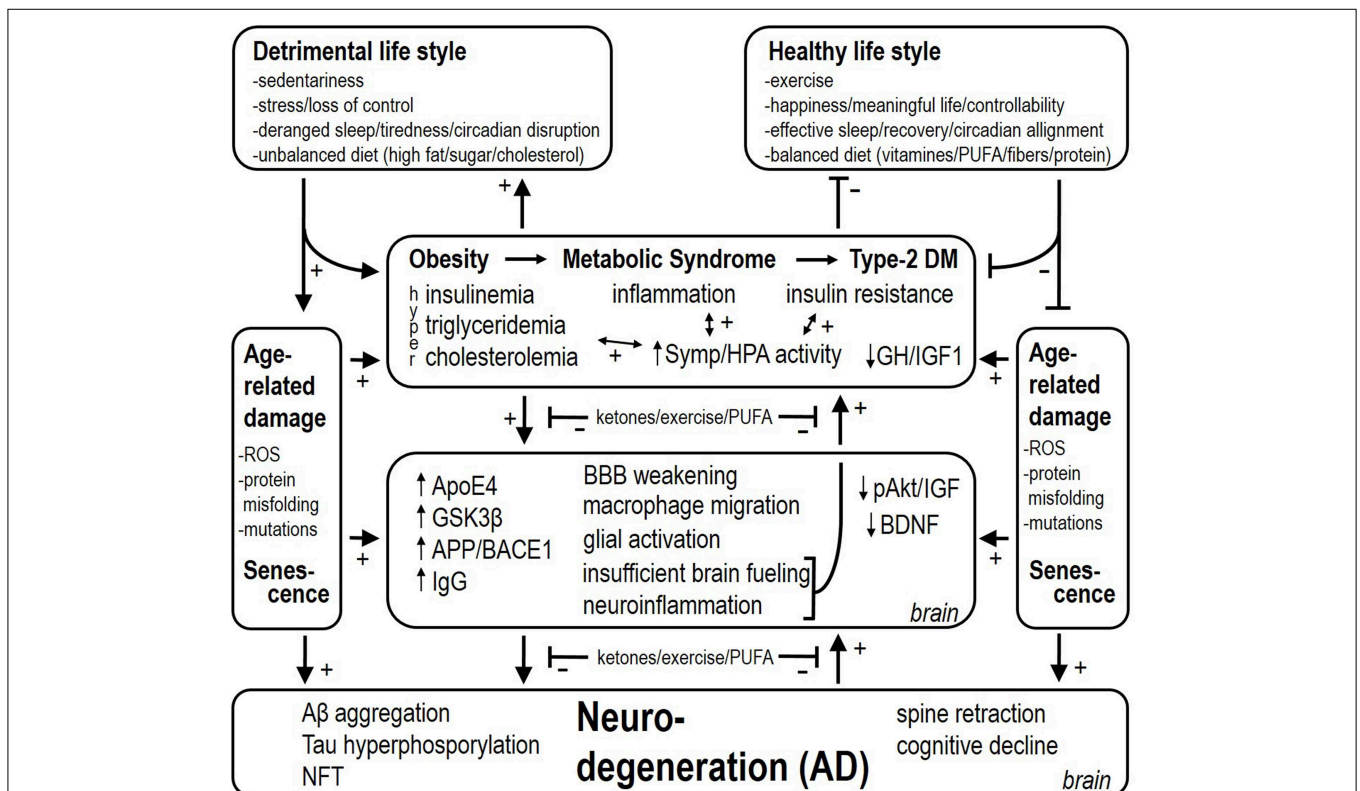 Detrimental life style
-sedentariness
-stress/loss of control
-deranged sleep/tiredness/circadian disruption
-unbalanced diet (high fat/sugar/cholesterol)
Healthy life style
-exercise
-happiness/meaningful life/controllability
-effective sleep/recovery/circadian allignment
-balanced diet (vitamines/PUFA/fibers/protein)
+
−
+
−
Obesity → Metabolic Syndrome → Type-2 DM
hyper
insulinemia
triglyceridemia
cholesterolemia
inflammation
insulin resistance
+
+
+
↑ Symp/HPA activity
↓ GH/IGF1
Age-
related
damage
-ROS
-protein
misfolding
-mutations
Senes-
cence
+
+
Age-
related
damage
-ROS
-protein
misfolding
-mutations
Senes-
cence
+
+
+
− ketones/exercise/PUFA −
+
↑ ApoE4
↑ GSK3β
↑ APP/BACE1
↑ IgG
BBB weakening
macrophage migration
glial activation
insufficient brain fueling
neuroinflammation
↓ pAkt/IGF
↓ BDNF
brain
+
− ketones/exercise/PUFA −
+
+
Aβ aggregation
Tau hyperphosporylation
NFT
Neuro-
degeneration (AD)
spine retraction
cognitive decline
brain